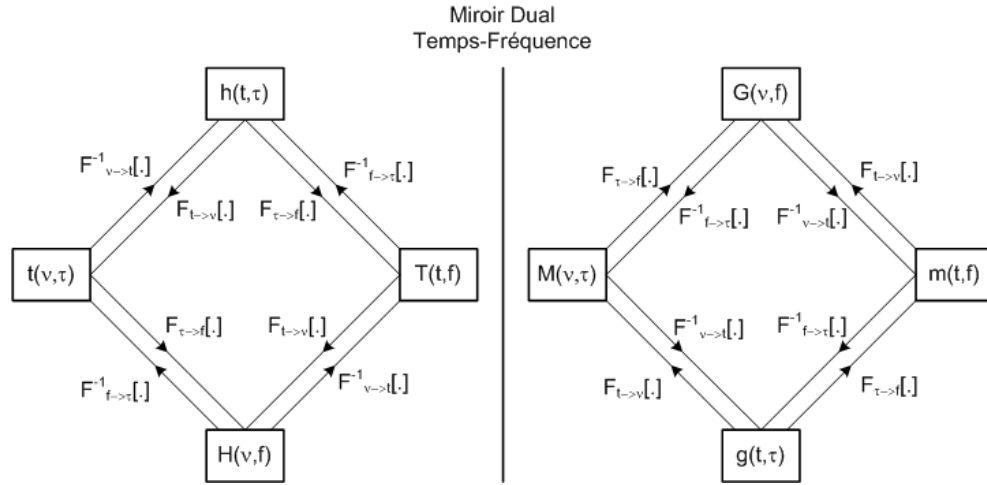 Miroir Dual
Temps-Fréquence
h(t,τ)
F⁻¹ν–>t[.]
Ft–>ν[.]
Fτ–>f[.]
F⁻¹f–>τ[.]
t(ν,τ)
T(t,f)
Fτ–>f[.]
F⁻¹f–>τ[.]
Ft–>ν[.]
F⁻¹ν–>t[.]
H(ν,f)
G(ν,f)
Fτ–>f[.]
F⁻¹f–>τ[.]
F⁻¹ν–>t[.]
Ft–>ν[.]
M(ν,τ)
m(t,f)
F⁻¹ν–>t[.]
Ft–>ν[.]
F⁻¹f–>τ[.]
Fτ–>f[.]
g(t,τ)